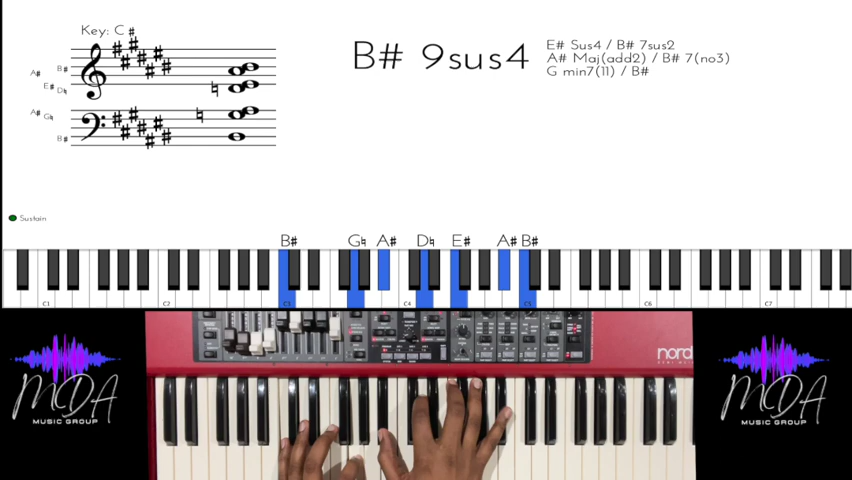 Key: C#
B# 9sus4
E# Sus4 / B# 7sus2
A# Maj(add2) / B# 7(no3)
G min7(11) / B#
B#
A#
E#
D♮
A#
G♮
B#
Sustain
B# G♮ A# D♮ E# A# B#
C1 C2 C3 C4 C5 C6 C7
nord
MDA
MUSIC GROUP
MDA
MUSIC GROUP